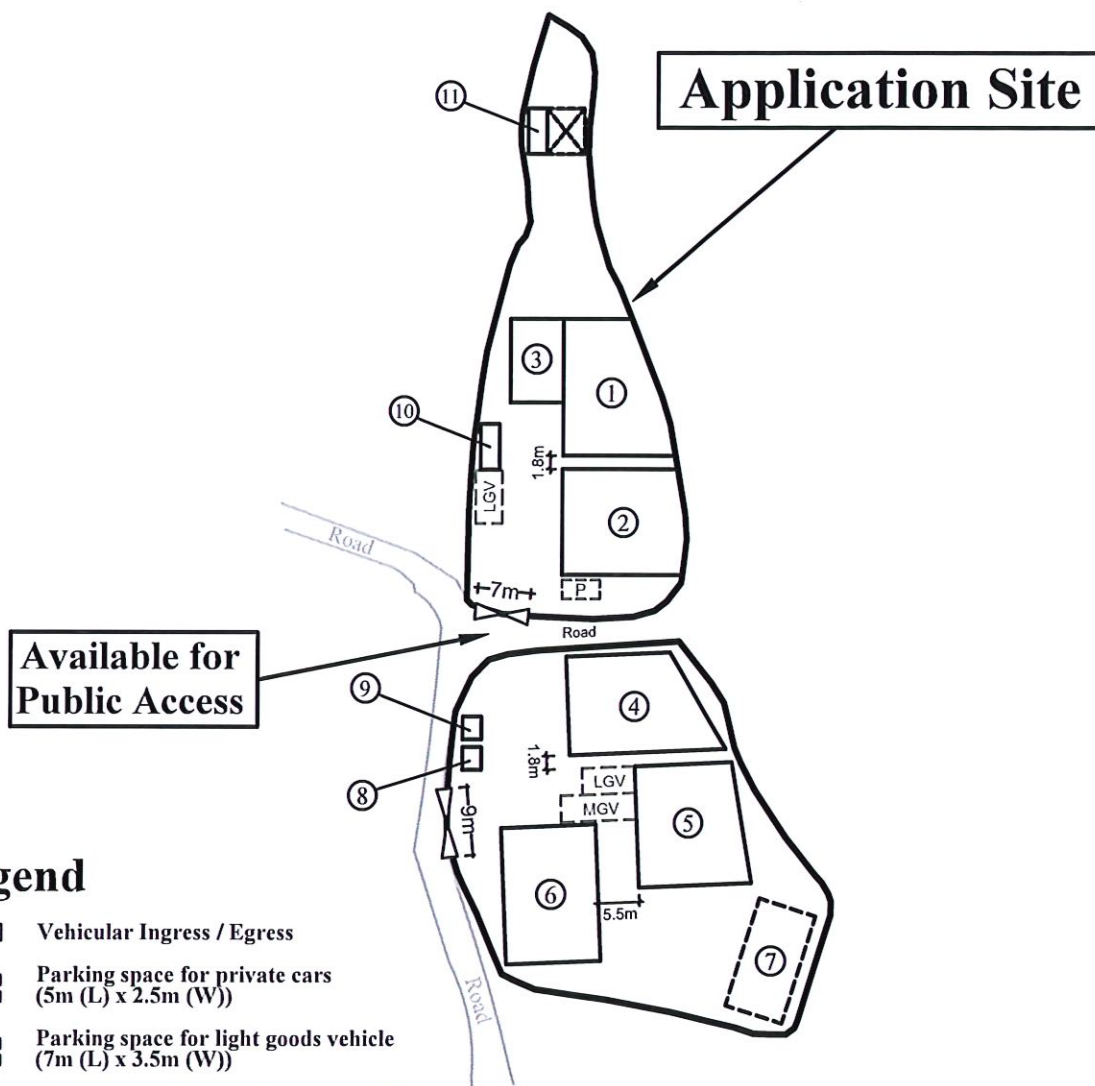 Application Site
⑪
③
①
⑩
1.8m
LGV
②
Road
7m
P
Road
Available for
Public Access
⑨
④
1.8m
⑧
LGV
9m
MGV
⑤
⑥
5.5m
⑦
Road
gend
Vehicular Ingress / Egress
Parking space for private cars
(5m (L) x 2.5m (W))
Parking space for light goods vehicle
(7m (L) x 3.5m (W))